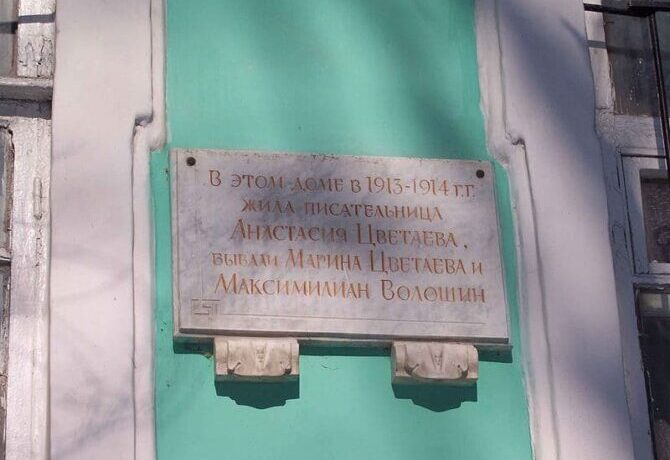 В этом доме в 1913-1914 г.г.
жила писательница
Анастасия Цветаева,
бывали Марина Цветаева и
Максимилиан Волошин